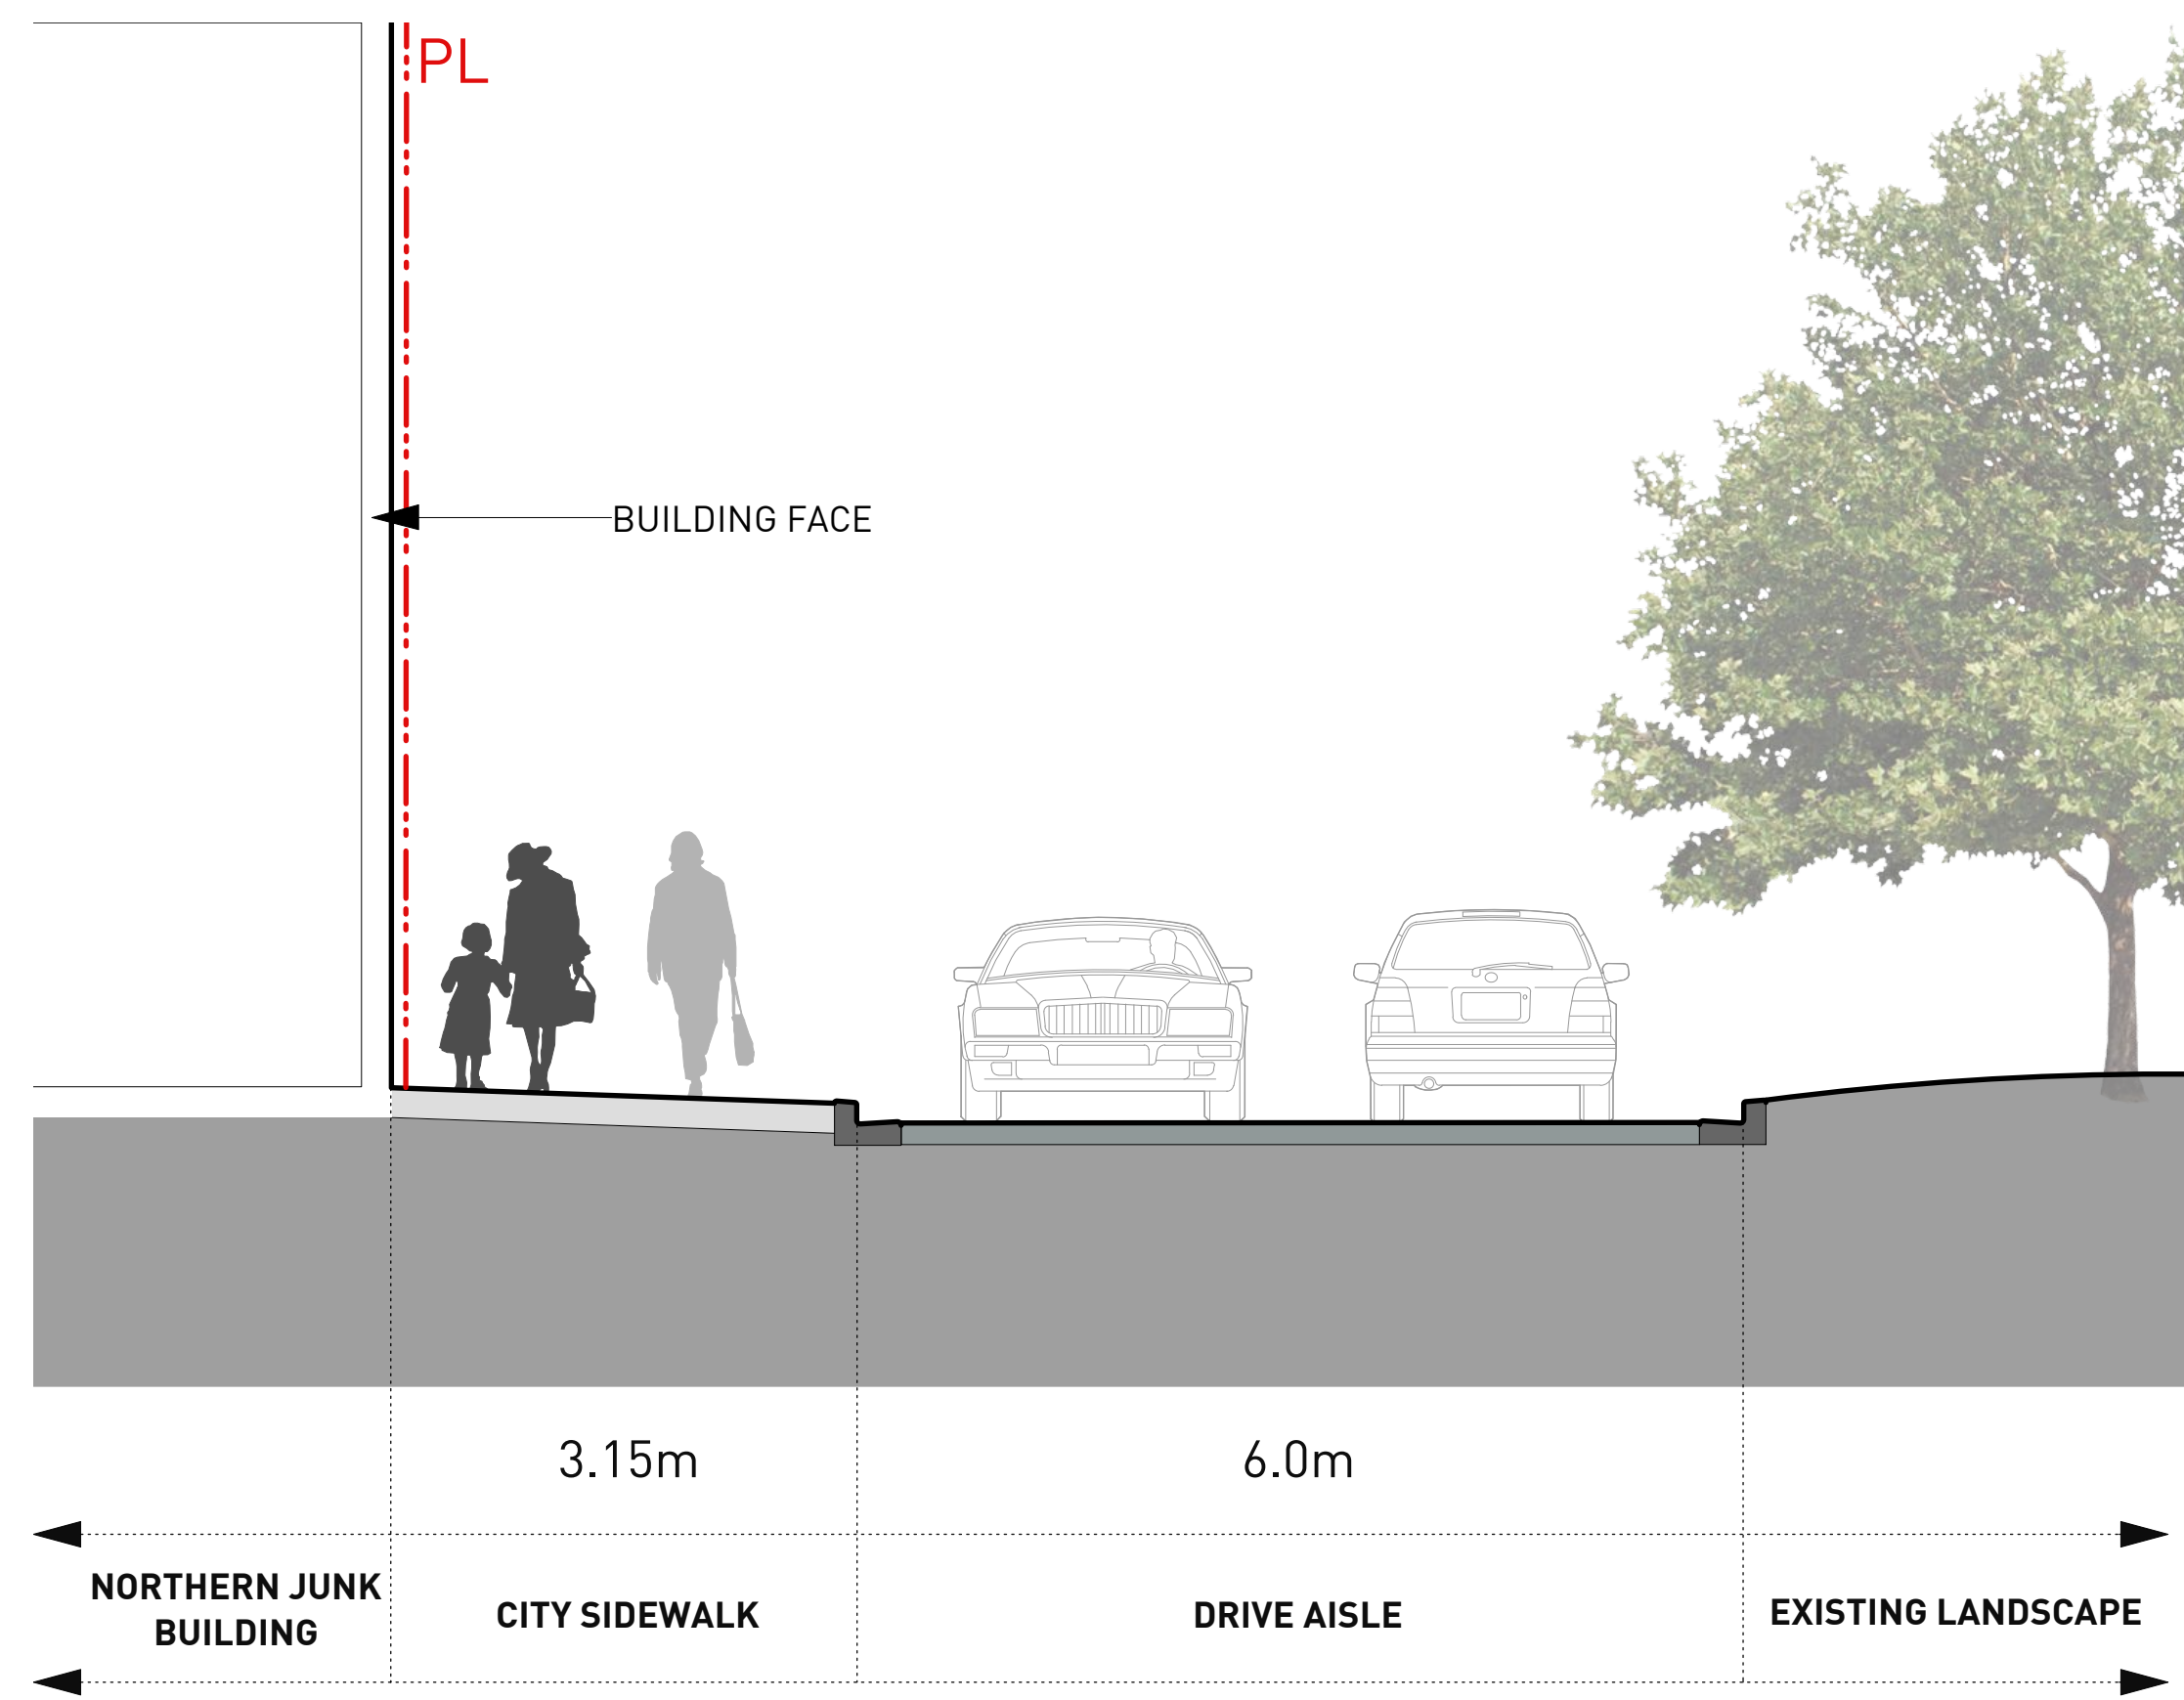 PL
BUILDING FACE
3.15m
6.0m
NORTHERN JUNK
BUILDING
CITY SIDEWALK
DRIVE AISLE
EXISTING LANDSCAPE